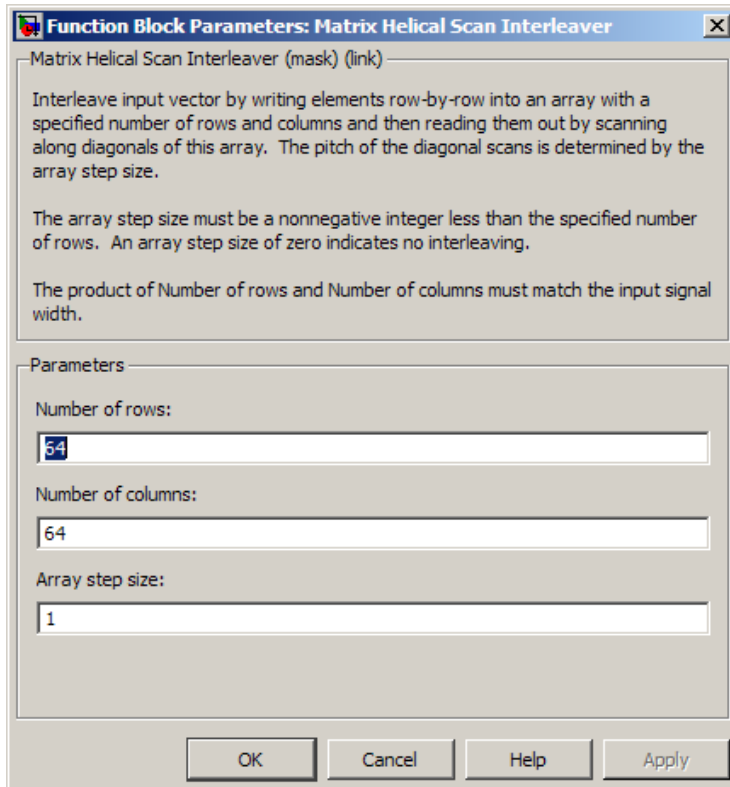 Function Block Parameters: Matrix Helical Scan Interleaver
Matrix Helical Scan Interleaver (mask) (link)
Interleave input vector by writing elements row-by-row into an array with a
specified number of rows and columns and then reading them out by scanning
along diagonals of this array.  The pitch of the diagonal scans is determined by the
array step size.
The array step size must be a nonnegative integer less than the specified number
of rows.  An array step size of zero indicates no interleaving.
The product of Number of rows and Number of columns must match the input signal
width.
Parameters
Number of rows:
64
Number of columns:
64
Array step size:
1
OK Cancel Help Apply